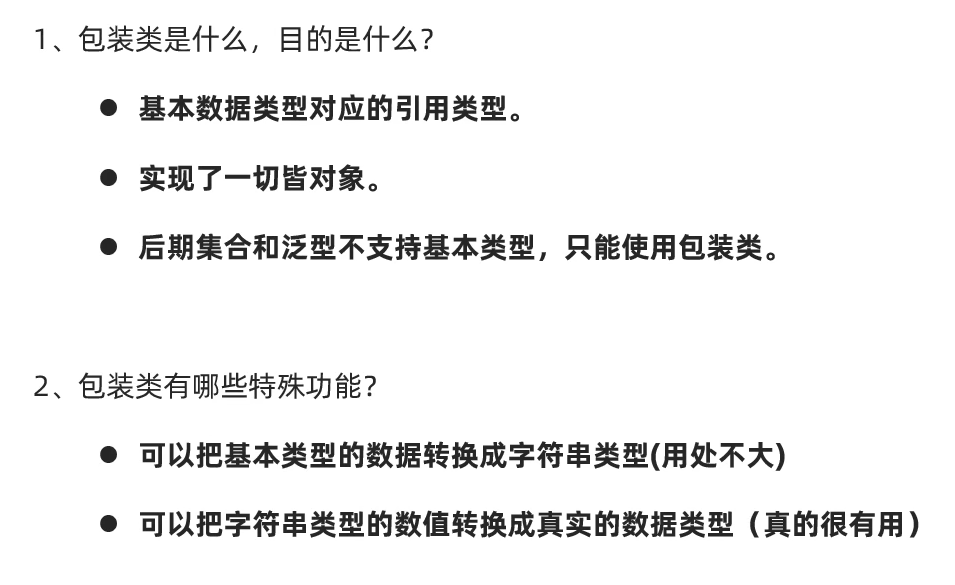 1、包装类是什么，目的是什么？
● 基本数据类型对应的引用类型。
● 实现了一切皆对象。
● 后期集合和泛型不支持基本类型，只能使用包装类。
2、包装类有哪些特殊功能？
● 可以把基本类型的数据转换成字符串类型(用处不大)
● 可以把字符串类型的数值转换成真实的数据类型（真的很有用）